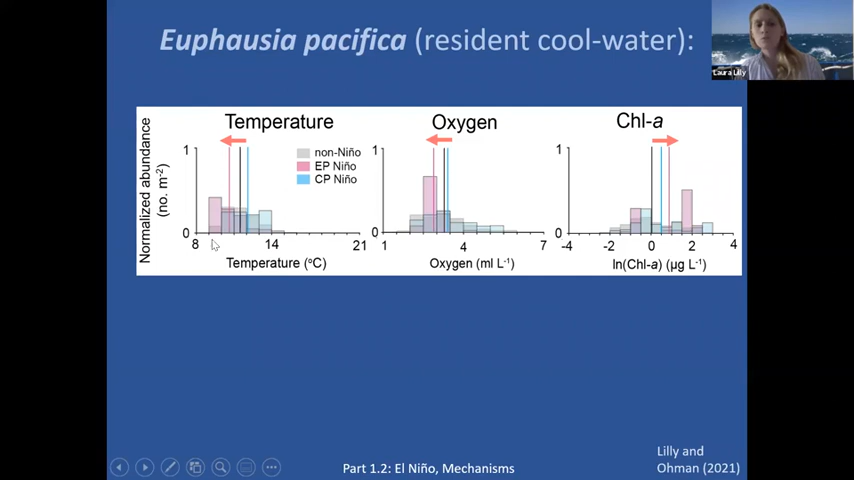 Euphausia pacifica (resident cool-water):
Laura Lilly
Temperature
Oxygen
Chl-a
Normalized abundance
(no. m-2)
1
0
8
14
21
Temperature (°C)
non-Niño
EP Niño
CP Niño
1
0
1
4
7
Oxygen (ml L-1)
1
0
-4
-2
0
2
4
ln(Chl-a) (µg L-1)
Part 1.2: El Niño, Mechanisms
Lilly and
Ohman (2021)